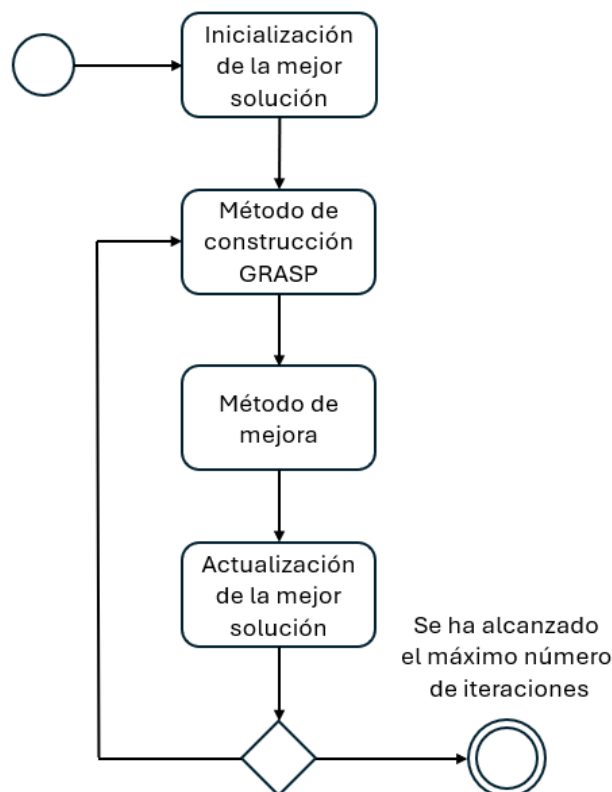 Inicialización
de la mejor
solución
Método de
construcción
GRASP
Método de
mejora
Actualización
de la mejor
solución
Se ha alcanzado
el máximo número
de iteraciones